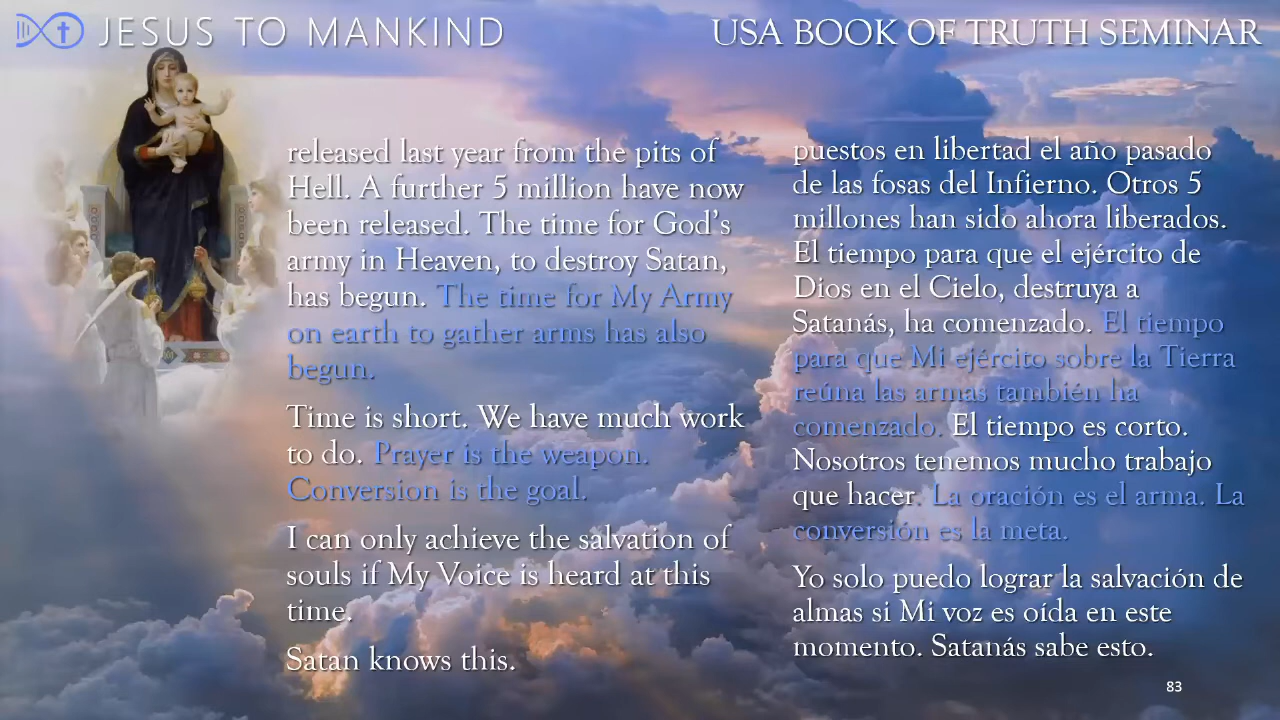 JESUS TO MANKIND
USA BOOK OF TRUTH SEMINAR
released last year from the pits of
Hell. A further 5 million have now
been released. The time for God's
army in Heaven, to destroy Satan,
has begun. The time for My Army
on earth to gather arms has also
begun.
Time is short. We have much work
to do. Prayer is the weapon.
Conversion is the goal.
I can only achieve the salvation of
souls if My Voice is heard at this
time.
Satan knows this.
puestos en libertad el año pasado
de las fosas del Infierno. Otros 5
millones han sido ahora liberados.
El tiempo para que el ejército de
Dios en el Cielo, destruya a
Satanás, ha comenzado. El tiempo
para que Mi ejército sobre la Tierra
reúna las armas también ha
comenzado. El tiempo es corto.
Nosotros tenemos mucho trabajo
que hacer. La oración es el arma. La
conversión es la meta.
Yo solo puedo lograr la salvación de
almas si Mi voz es oída en este
momento. Satanás sabe esto.
83